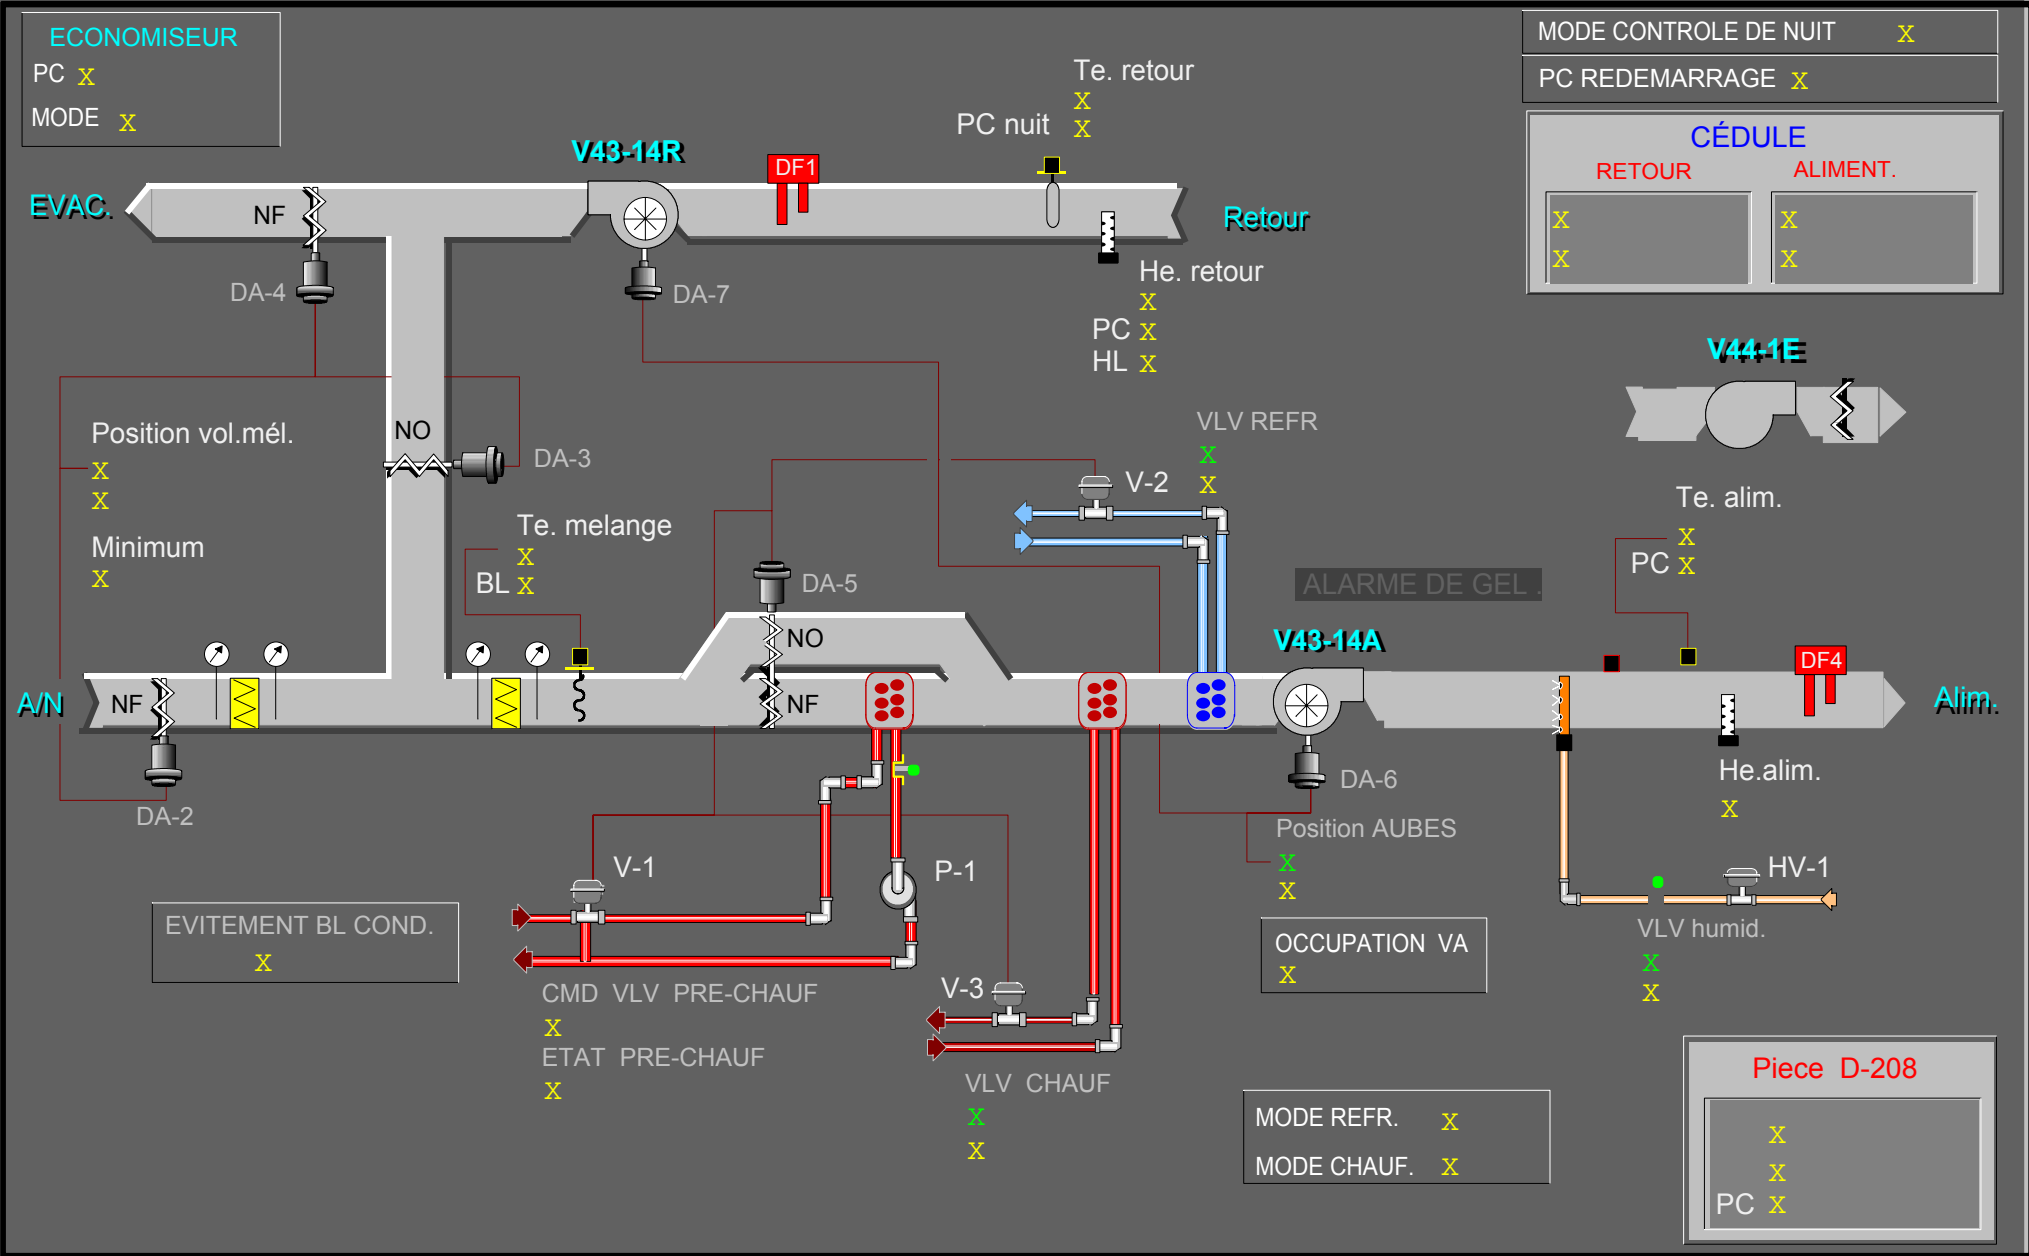 ECONOMISEUR
PC X
MODE X
MODE CONTROLE DE NUIT X
PC REDEMARRAGE X
CÉDULE
RETOUR ALIMENT.
X X
X X
Te. retour
X
PC nuit X
V43-14R
DF1
EVAC.
NF
Retour
DA-4
DA-7
He. retour
X
PC X
HL X
V44-1E
Position vol.mél.
X
X
NO
DA-3
VLV REFR
X
X
V-2
Te. melange
X
BL X
Minimum
X
DA-5
NO
NF
Te. alim.
X
PC X
ALARME DE GEL .
V43-14A
DF4
A/N
NF
Alim.
DA-2
DA-6
He.alim.
X
Position AUBES
X
X
V-1
P-1
HV-1
VLV humid.
X
X
EVITEMENT BL COND.
X
OCCUPATION VA
X
CMD VLV PRE-CHAUF
X
ETAT PRE-CHAUF
X
V-3
VLV CHAUF
X
X
MODE REFR. X
MODE CHAUF. X
Piece D-208
X
X
PC X